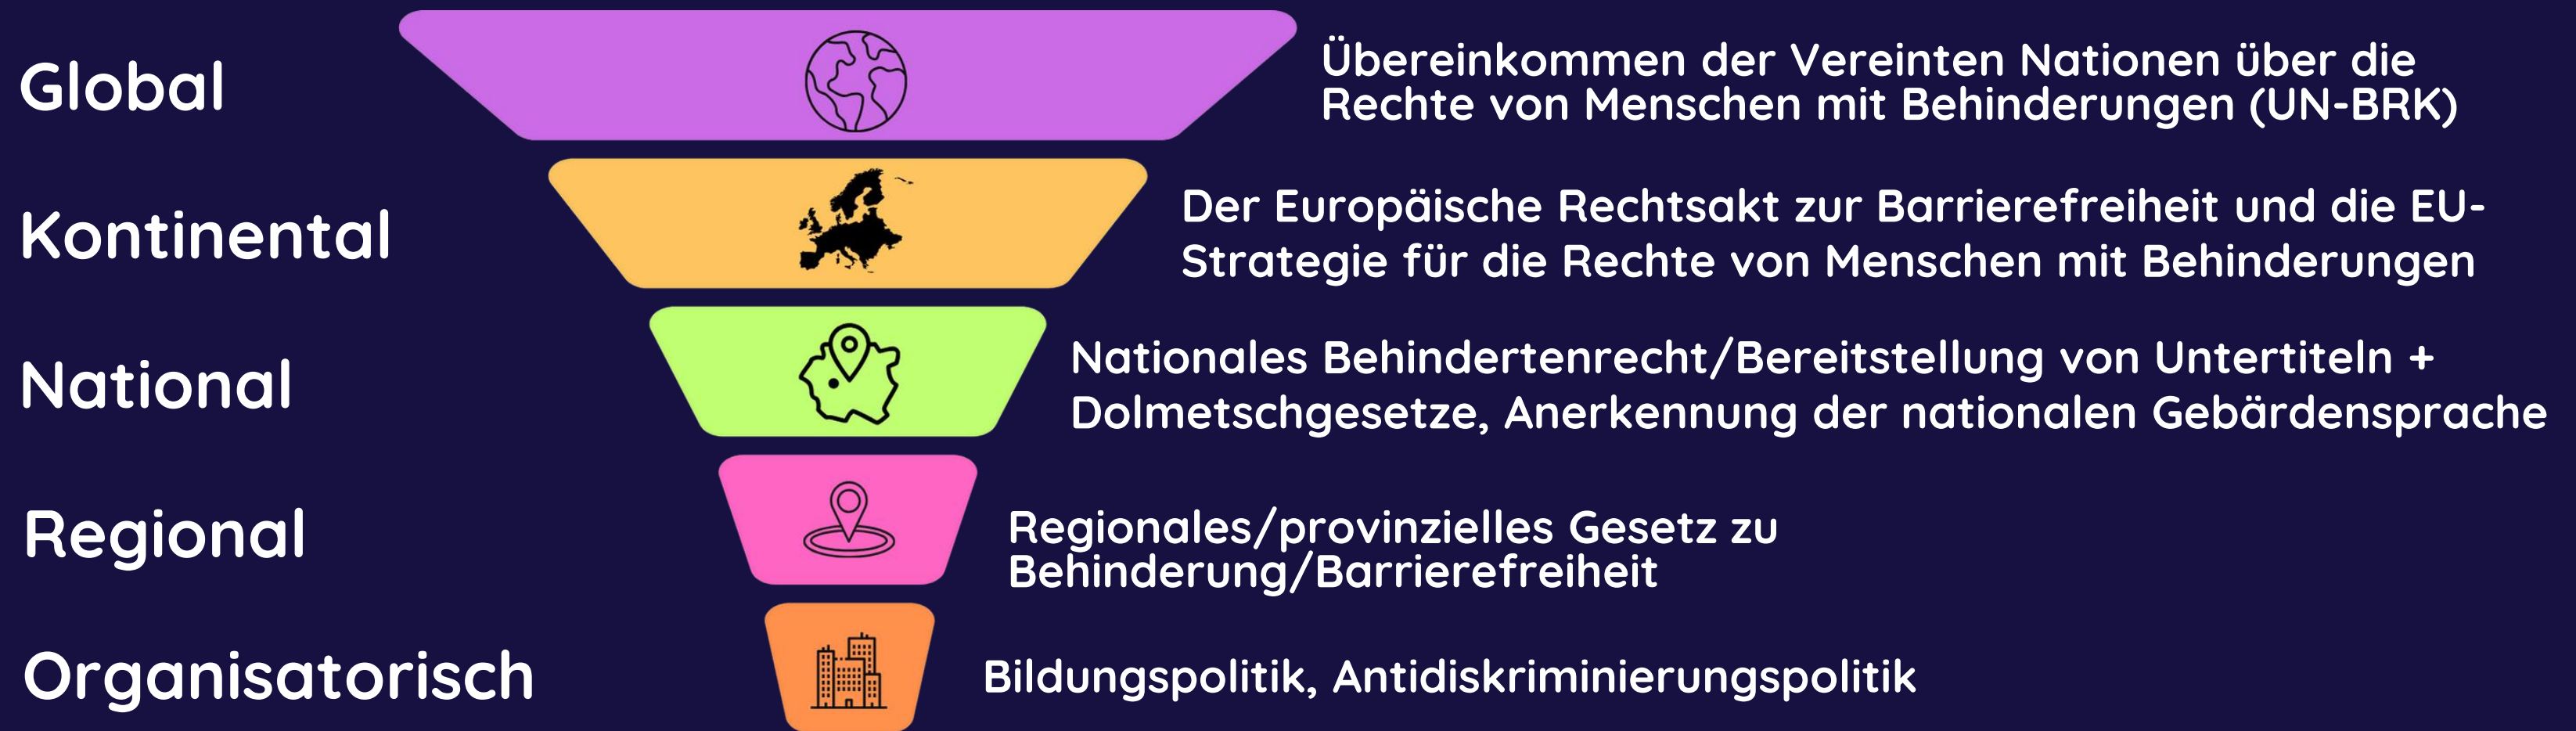 Global
Übereinkommen der Vereinten Nationen über die
Rechte von Menschen mit Behinderungen (UN-BRK)
Kontinental
Der Europäische Rechtsakt zur Barrierefreiheit und die EU-
Strategie für die Rechte von Menschen mit Behinderungen
National
Nationales Behindertenrecht/Bereitstellung von Untertiteln +
Dolmetschgesetze, Anerkennung der nationalen Gebärdensprache
Regional
Regionales/provinzielles Gesetz zu
Behinderung/Barrierefreiheit
Organisatorisch
Bildungspolitik, Antidiskriminierungspolitik